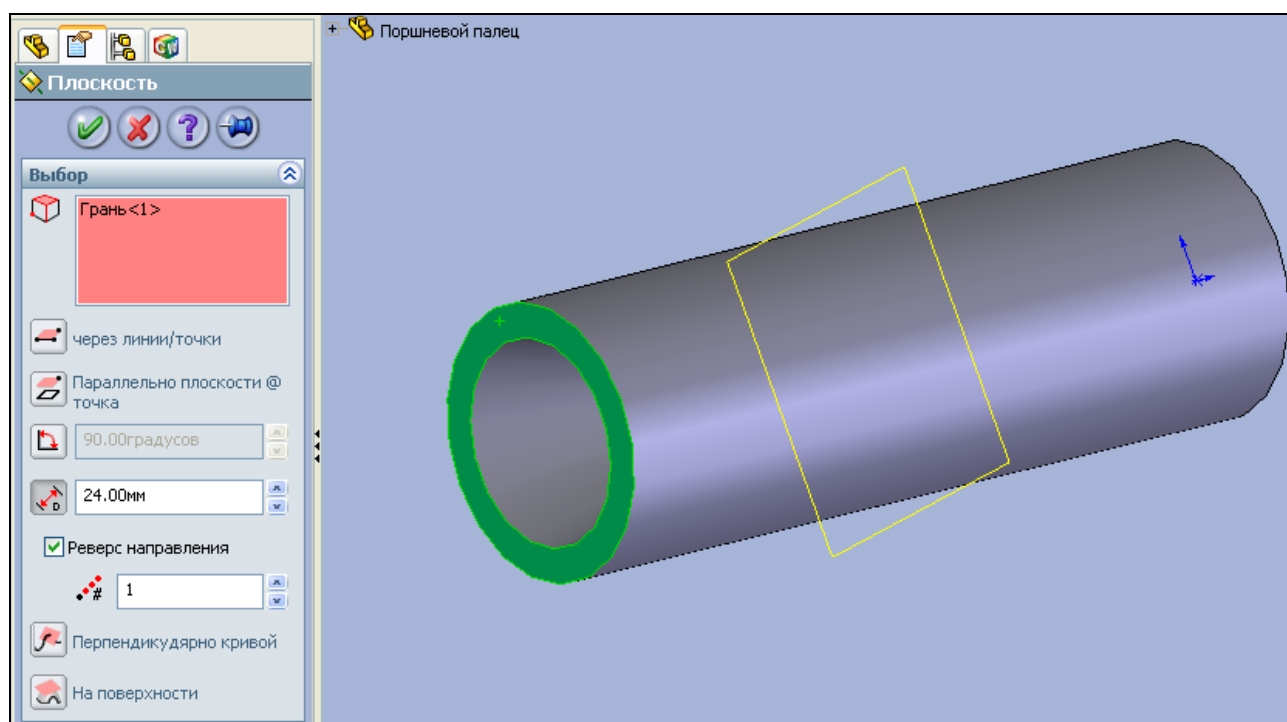 Поршневой палец
Плоскость
Выбор
Грань<1>
через линии/точки
Параллельно плоскости @
точка
90.00градусов
D
24.00мм
Реверс направления
# 1
Перпендикудярно кривой
На поверхности